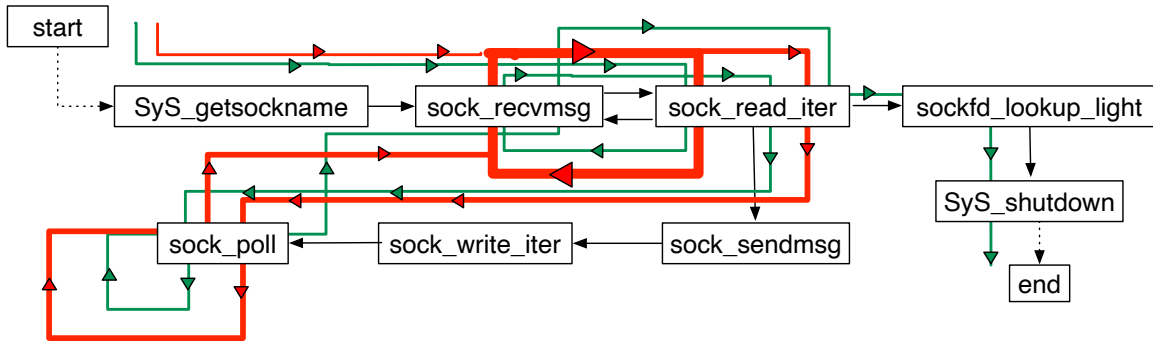 start
SyS_getsockname
sock_recvmsg
sock_read_iter
sockfd_lookup_light
SyS_shutdown
sock_poll
sock_write_iter
sock_sendmsg
end